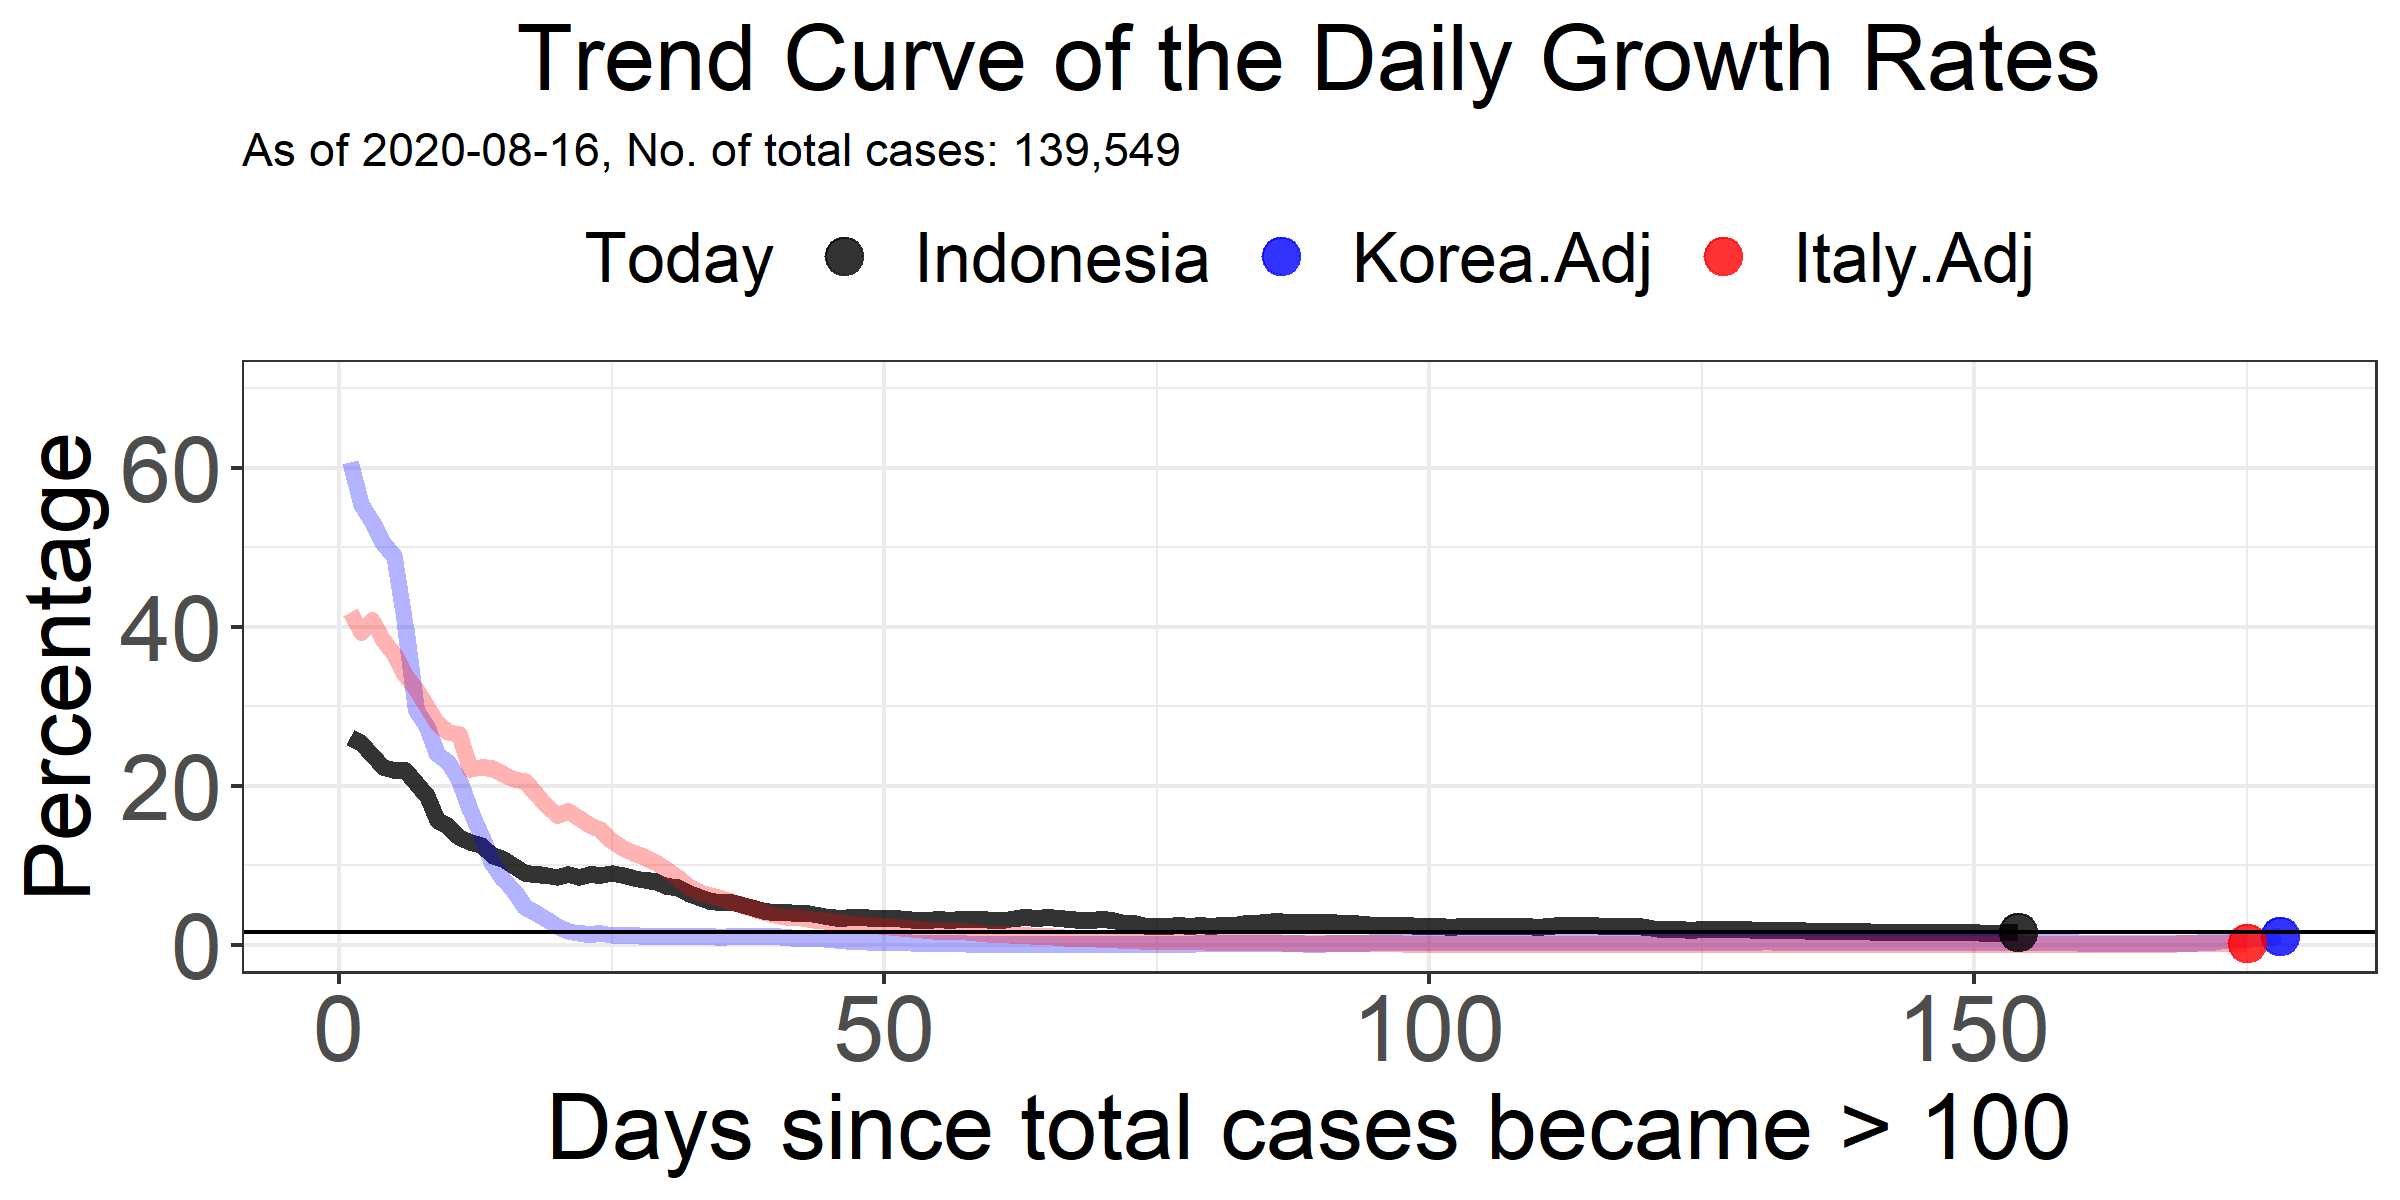 Trend Curve of the Daily Growth Rates
As of 2020-08-16, No. of total cases: 139,549
Today Indonesia Korea.Adj Italy.Adj
Percentage
60
40
20
0
0 50 100 150
Days since total cases became > 100